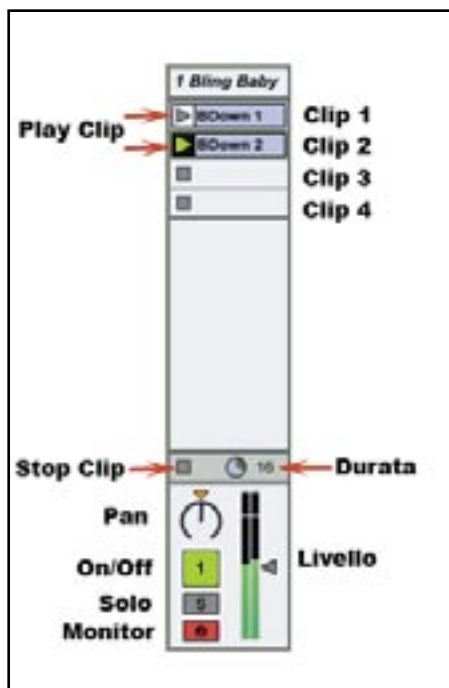 1 Bling Baby
Play Clip
BDown 1
Clip 1
BDown 2
Clip 2
Clip 3
Clip 4
Stop Clip
16
Durata
Pan
On/Off
1
Livello
Solo
S
Monitor